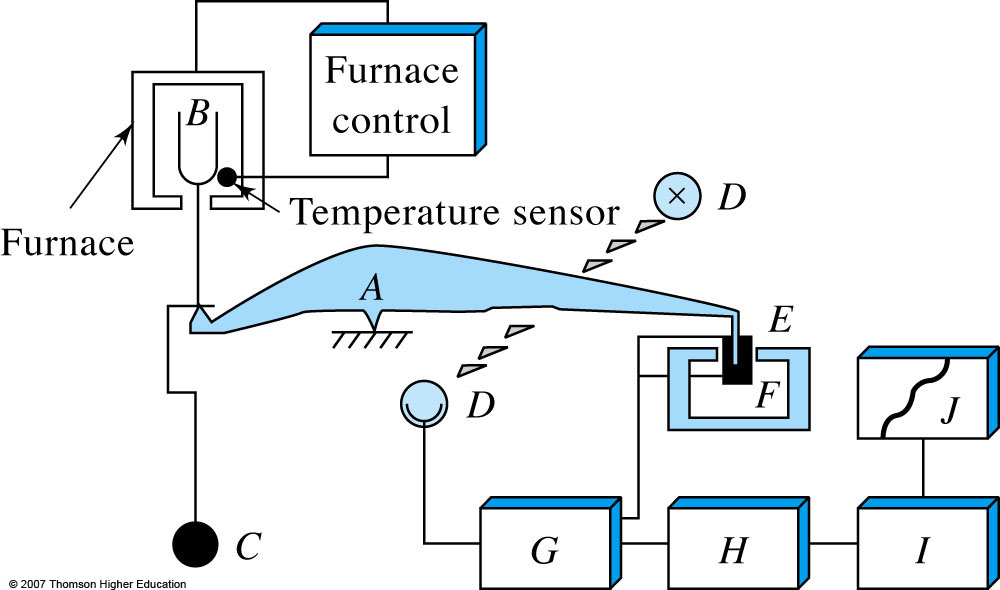 Furnace
control
B
× D
Temperature sensor
Furnace
A
E
D
F
J
C
G
H
I
© 2007 Thomson Higher Education